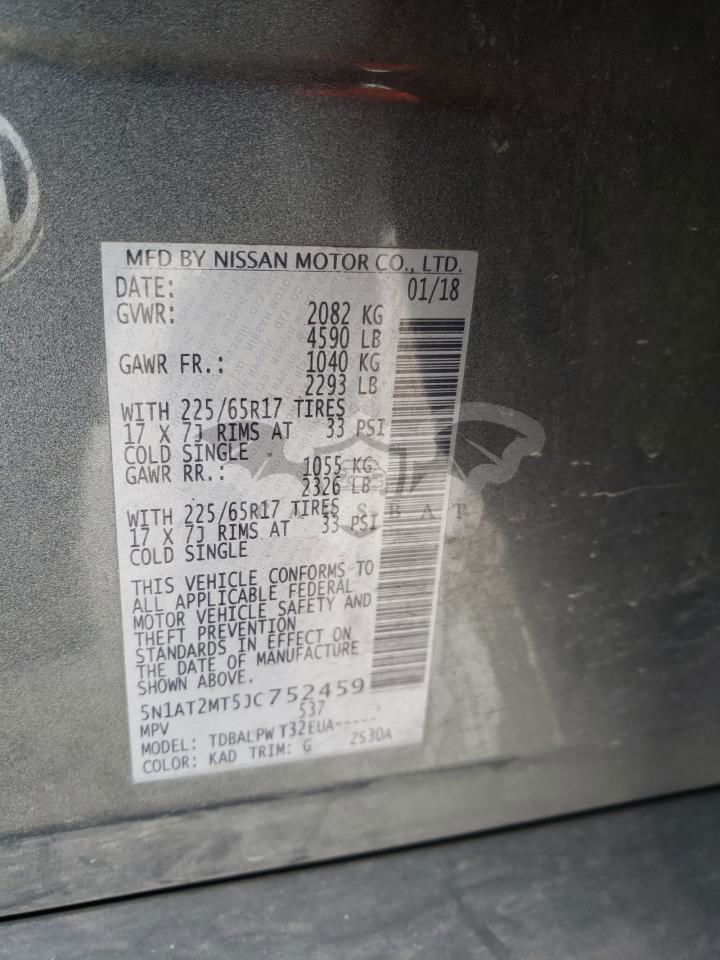 MFD BY NISSAN MOTOR CO., LTD.
DATE: 01/18
GVWR: 2082 KG
4590 LB
GAWR FR.: 1040 KG
2293 LB
WITH 225/65R17 TIRES
17 X 7J RIMS AT 33 PSI
COLD SINGLE
GAWR RR.: 1055 KG
2326 LB
WITH 225/65R17 TIRES
17 X 7J RIMS AT 33 PSI
COLD SINGLE
THIS VEHICLE CONFORMS TO
ALL APPLICABLE FEDERAL
MOTOR VEHICLE SAFETY AND
THEFT PREVENTION
STANDARDS IN EFFECT ON
THE DATE OF MANUFACTURE
SHOWN ABOVE.
5N1AT2MT5JC752459
MPV 537
MODEL: TDBALPW T32EUA-----
COLOR: KAD TRIM: G 2S30A